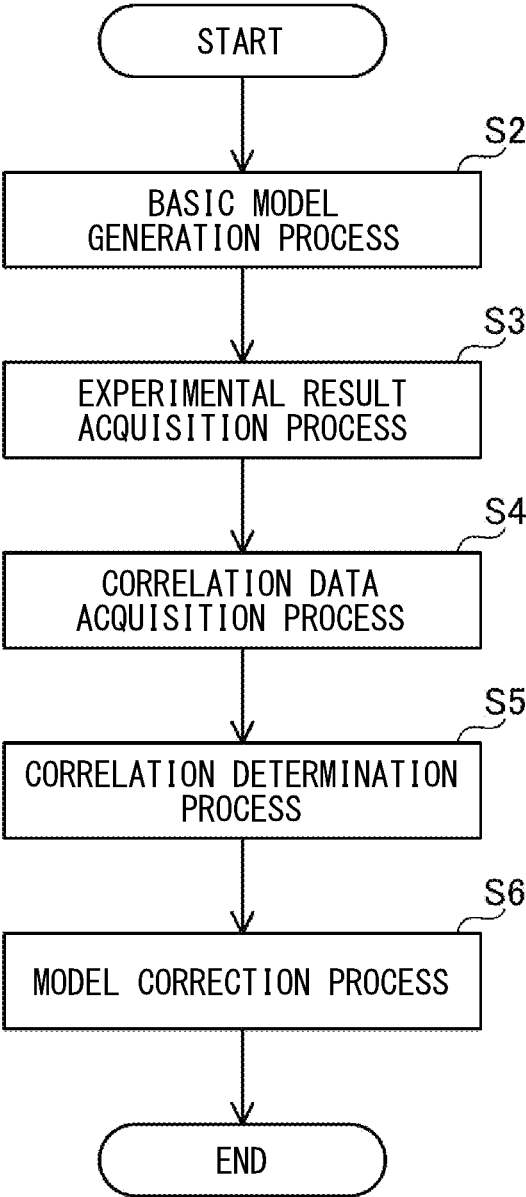 START
S2
BASIC MODEL
GENERATION PROCESS
S3
EXPERIMENTAL RESULT
ACQUISITION PROCESS
S4
CORRELATION DATA
ACQUISITION PROCESS
S5
CORRELATION DETERMINATION
PROCESS
S6
MODEL CORRECTION PROCESS
END